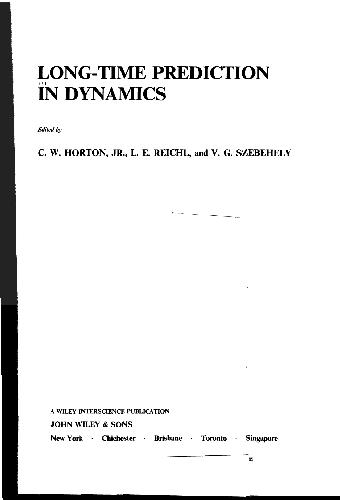 LONG-TIME PREDICTION
IN DYNAMICS
Edited by
C. W. HORTON, JR., L. E. REICHL, and V. G. SZEBEHELY
A WILEY INTERSCIENCE PUBLICATION
JOHN WILEY & SONS
New York · Chichester · Brisbane · Toronto · Singapore